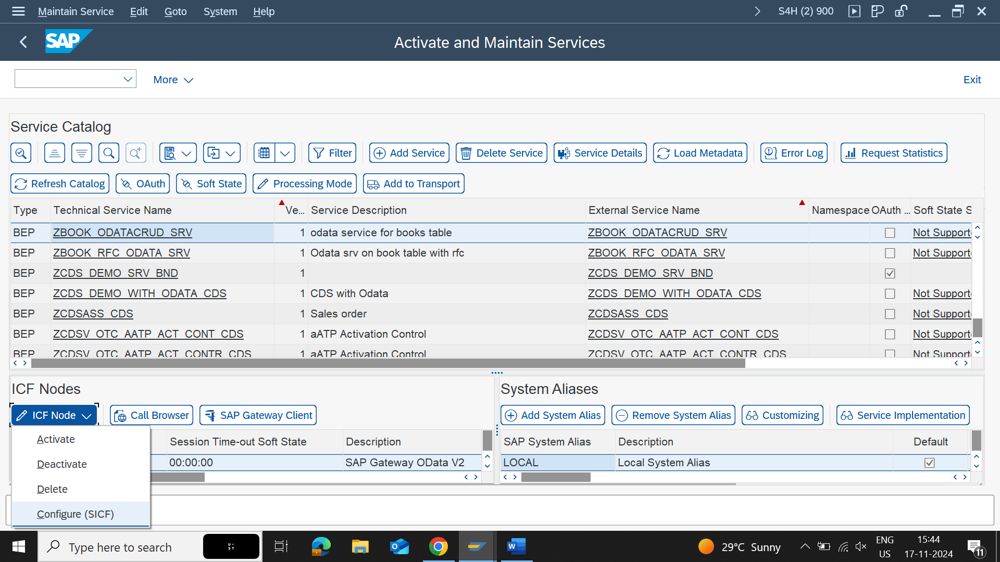 Maintain Service Edit Goto System Help S4H (2) 900
SAP Activate and Maintain Services
More Exit
Service Catalog
Filter Add Service Delete Service Service Details Load Metadata Error Log Request Statistics
Refresh Catalog OAuth Soft State Processing Mode Add to Transport
Type Technical Service Name Ve... Service Description External Service Name Namespace OAuth ... Soft State S
BEP ZBOOK_ODATACRUD_SRV 1 odata service for books table ZBOOK_ODATACRUD_SRV Not Support
BEP ZBOOK_RFC_ODATA_SRV 1 Odata srv on book table with rfc ZBOOK_RFC_ODATA_SRV Not Support
BEP ZCDS_DEMO_SRV_BND 1 ZCDS_DEMO_SRV_BND
BEP ZCDS_DEMO_WITH_ODATA_CDS 1 CDS with Odata ZCDS_DEMO_WITH_ODATA_CDS Not Support
BEP ZCDSASS_CDS 1 Sales order ZCDSASS_CDS Not Support
BEP ZCDSV_OTC_AATP_ACT_CONT_CDS 1 aATP Activation Control ZCDSV_OTC_AATP_ACT_CONT_CDS Not Support
BEP ZCDSV_OTC_AATP_ACT_CONTR_CDS 1 aATP Activation Control ZCDSV_OTC_AATP_ACT_CONTR_CDS Not Support
ICF Nodes System Aliases
ICF Node Call Browser SAP Gateway Client Add System Alias Remove System Alias Customizing Service Implementation
Activate Session Time-out Soft State Description SAP System Alias Description Default
Deactivate 00:00:00 SAP Gateway OData V2 LOCAL Local System Alias
Delete
Configure (SICF)
Type here to search 29°C Sunny ENG US 15:44 17-11-2024 11